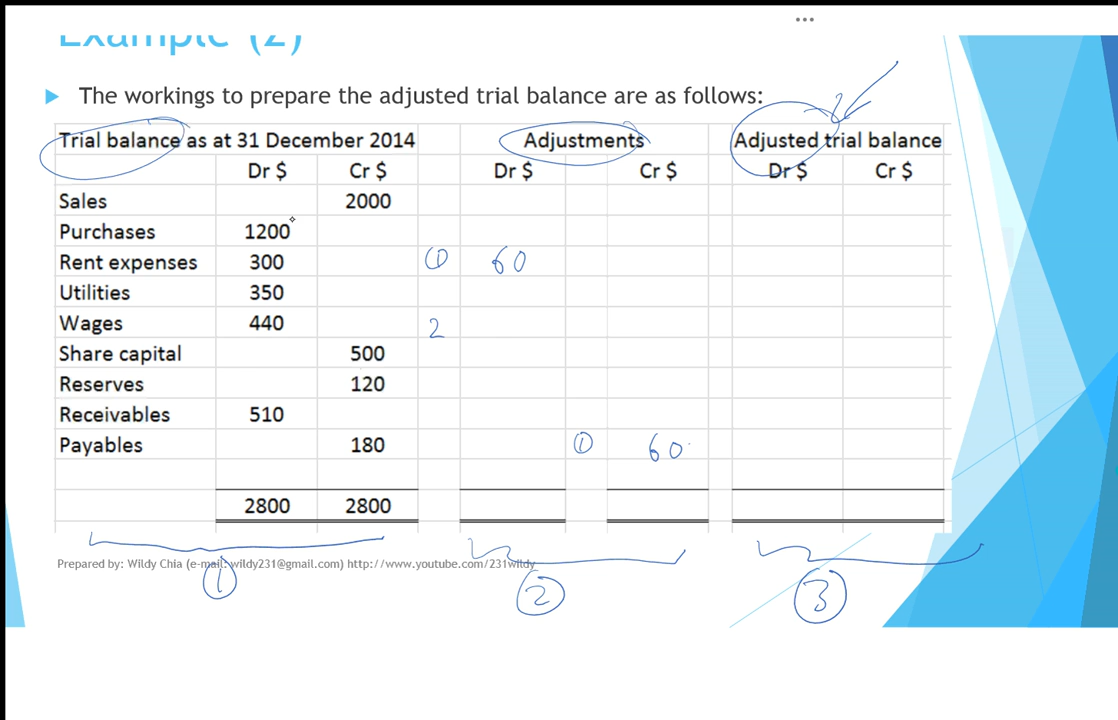 Example (2)
The workings to prepare the adjusted trial balance are as follows:
Trial balance as at 31 December 2014 Adjustments Adjusted trial balance
Dr $ Cr $ Dr $ Cr $ Dr $ Cr $
Sales 2000
Purchases 1200
Rent expenses 300 1 60
Utilities 350
Wages 440 2
Share capital 500
Reserves 120
Receivables 510
Payables 180 1 60
2800 2800
Prepared by: Wildy Chia (e-mail: wildy231@gmail.com) http://www.youtube.com/231wildy
1 2 3